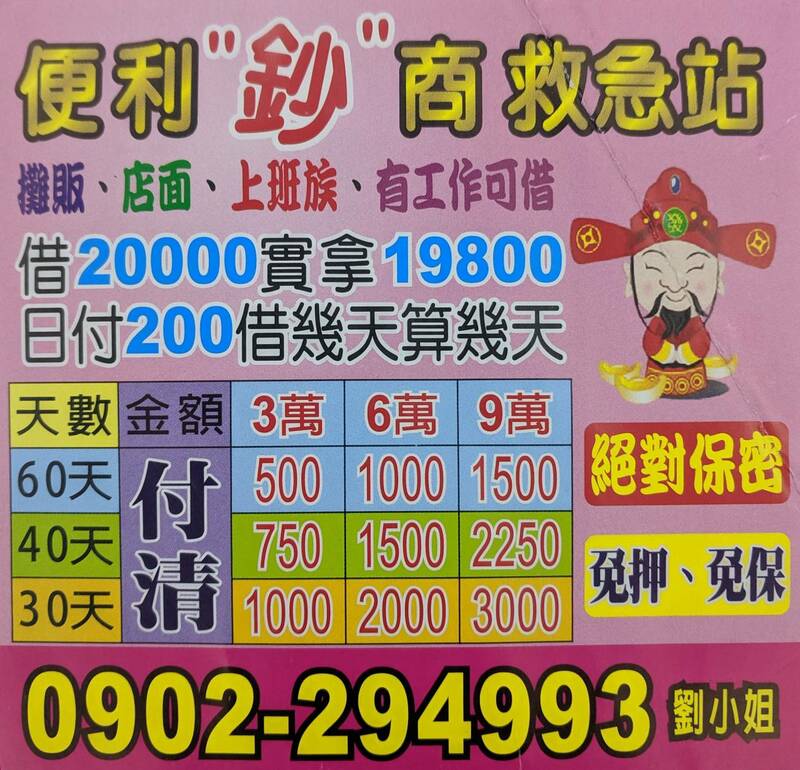 便利"鈔"商 救急站
攤販、店面、上班族、有工作可借
借20000實拿19800
日付200借幾天算幾天
發
天數 金額 3萬 6萬 9萬
60天 付清 500 1000 1500
40天 750 1500 2250
30天 1000 2000 3000
絕對保密
免押、免保
0902-294993 劉小姐